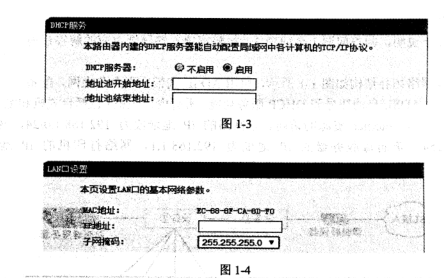 DHCP服务
本路由器内建的DHCP服务器能自动配置局域网中各计算机的TCP/IP协议。
DHCP服务器: 不启用 启用
地址池开始地址:
地址池结束地址:
图 1-3
LAN口设置
本页设置LAN口的基本网络参数。
MAC地址: EC-88-8F-CA-8D-F0
IP地址:
子网掩码: 255.255.255.0
图 1-4